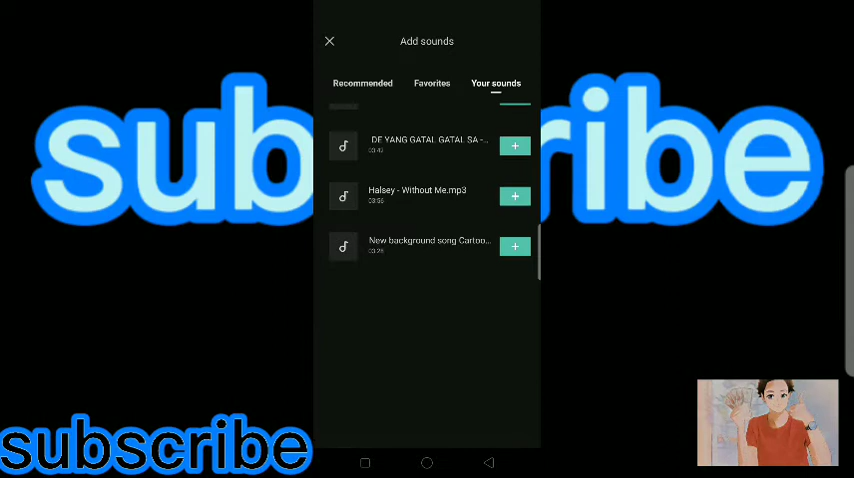 subscribe
Add sounds
Recommended
Favorites
Your sounds
DE YANG GATAL GATAL SA -...
03:42
Halsey - Without Me.mp3
03:56
New background song Cartoo...
03:28
subscribe